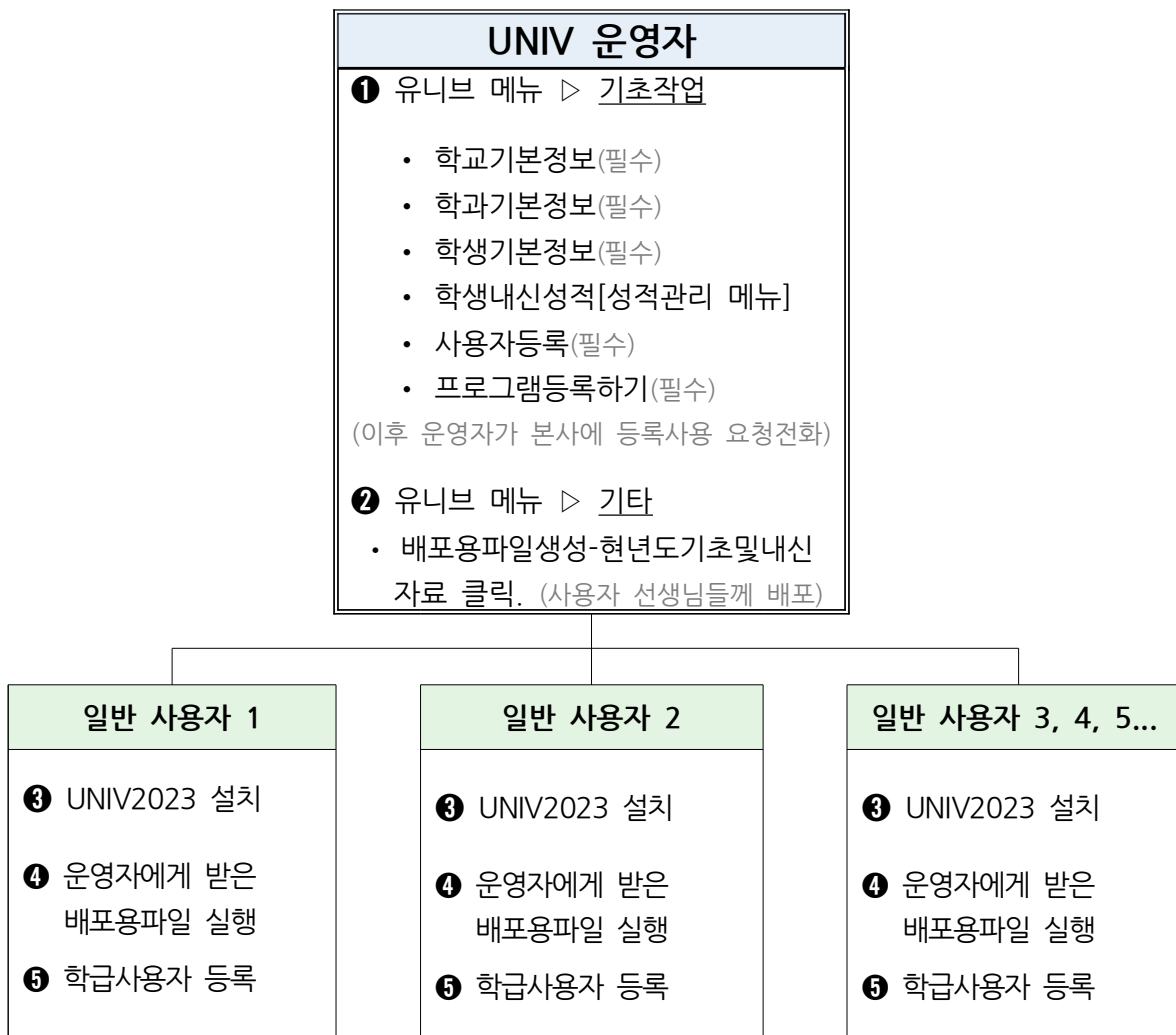 UNIV 운영자
❶ 유니브 메뉴 ▷ 기초작업
• 학교기본정보(필수)
• 학과기본정보(필수)
• 학생기본정보(필수)
• 학생내신성적[성적관리 메뉴]
• 사용자등록(필수)
• 프로그램등록하기(필수)
(이후 운영자가 본사에 등록사용 요청전화)
❷ 유니브 메뉴 ▷ 기타
• 배포용파일생성-현년도기초및내신
자료 클릭. (사용자 선생님들께 배포)
일반 사용자 1
❸ UNIV2023 설치
❹ 운영자에게 받은
배포용파일 실행
❺ 학급사용자 등록
일반 사용자 2
❸ UNIV2023 설치
❹ 운영자에게 받은
배포용파일 실행
❺ 학급사용자 등록
일반 사용자 3, 4, 5...
❸ UNIV2023 설치
❹ 운영자에게 받은
배포용파일 실행
❺ 학급사용자 등록